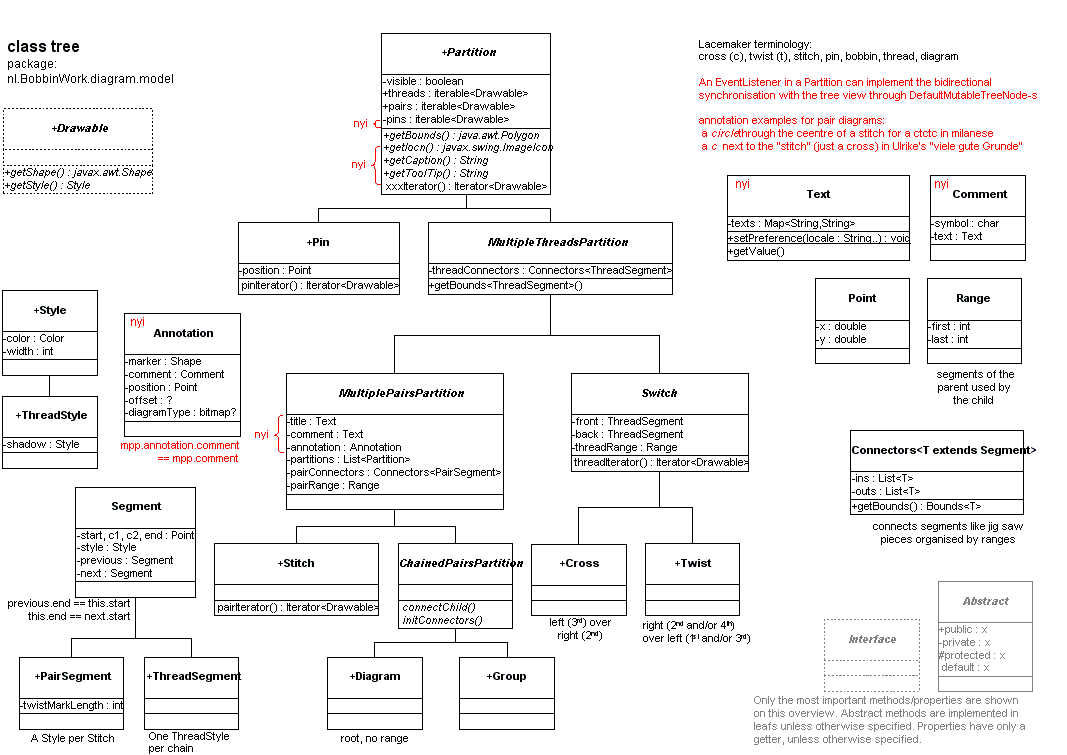 class tree
package:
nl.BobbinWork.diagram.model
+Drawable
+getShape() : javax.awt.Shape
+getStyle() : Style
+Partition
-visible : boolean
+threads : iterable<Drawable>
+pairs : iterable<Drawable>
-pins : iterable<Drawable>
nyi
+getBounds() : java.awt.Polygon
+getIocn() : javax.swing.ImageIcon
+getCaption() : String
+getToolTip() : String
xxxIterator() : Iterator<Drawable>
nyi
Lacemaker terminology:
cross (c), twist (t), stitch, pin, bobbin, thread, diagram
An EventListener in a Partition can implement the bidirectional
synchronisation with the tree view through DefaultMutableTreeNode-s
annotation examples for pair diagrams:
a circlethrough the ceentre of a stitch for a ctctc in milanese
a c next to the "stitch" (just a cross) in Ulrike's "viele gute Grunde"
nyi
Text
-texts : Map<String,String>
+setPreference(locale : String..) : void
+getValue()
nyi
Comment
-symbol : char
-text : Text
+Pin
-position : Point
pinIterator() : Iterator<Drawable>
MultipleThreadsPartition
-threadConnectors : Connectors<ThreadSegment>
+getBounds<ThreadSegment>()
Point
-x : double
-y : double
Range
-first : int
-last : int
segments of the
parent used by
the child
+Style
-color : Color
-width : int
+ThreadStyle
-shadow : Style
nyi
Annotation
-marker : Shape
-comment : Comment
-position : Point
-offset : ?
-diagramType : bitmap?
mpp.annotation.comment
== mpp.comment
MultiplePairsPartition
nyi
-title : Text
-comment : Text
-annotation : Annotation
-partitions : List<Partition>
-pairConnectors : Connectors<PairSegment>
-pairRange : Range
Switch
-front : ThreadSegment
-back : ThreadSegment
-threadRange : Range
threadIterator() : Iterator<Drawable>
Connectors<T extends Segment>
-ins : List<T>
-outs : List<T>
+getBounds() : Bounds<T>
connects segments like jig saw
pieces organised by ranges
Segment
-start, c1, c2, end : Point
-style : Style
-previous : Segment
-next : Segment
previous.end == this.start
this.end == next.start
+Stitch
pairIterator() : Iterator<Drawable>
ChainedPairsPartition
connectChild()
initConnectors()
+Cross
left (3rd) over
right (2nd)
+Twist
right (2nd and/or 4th)
over left (1st and/or 3rd)
+PairSegment
-twistMarkLength : int
A Style per Stitch
+ThreadSegment
One ThreadStyle
per chain
+Diagram
root, no range
+Group
Interface
Abstract
+public : x
-private : x
#protected : x
default : x
Only the most important methods/properties are shown
on this overview. Abstract methods are implemented in
leafs unless otherwise specified. Properties have only a
getter, unless otherwise specified.